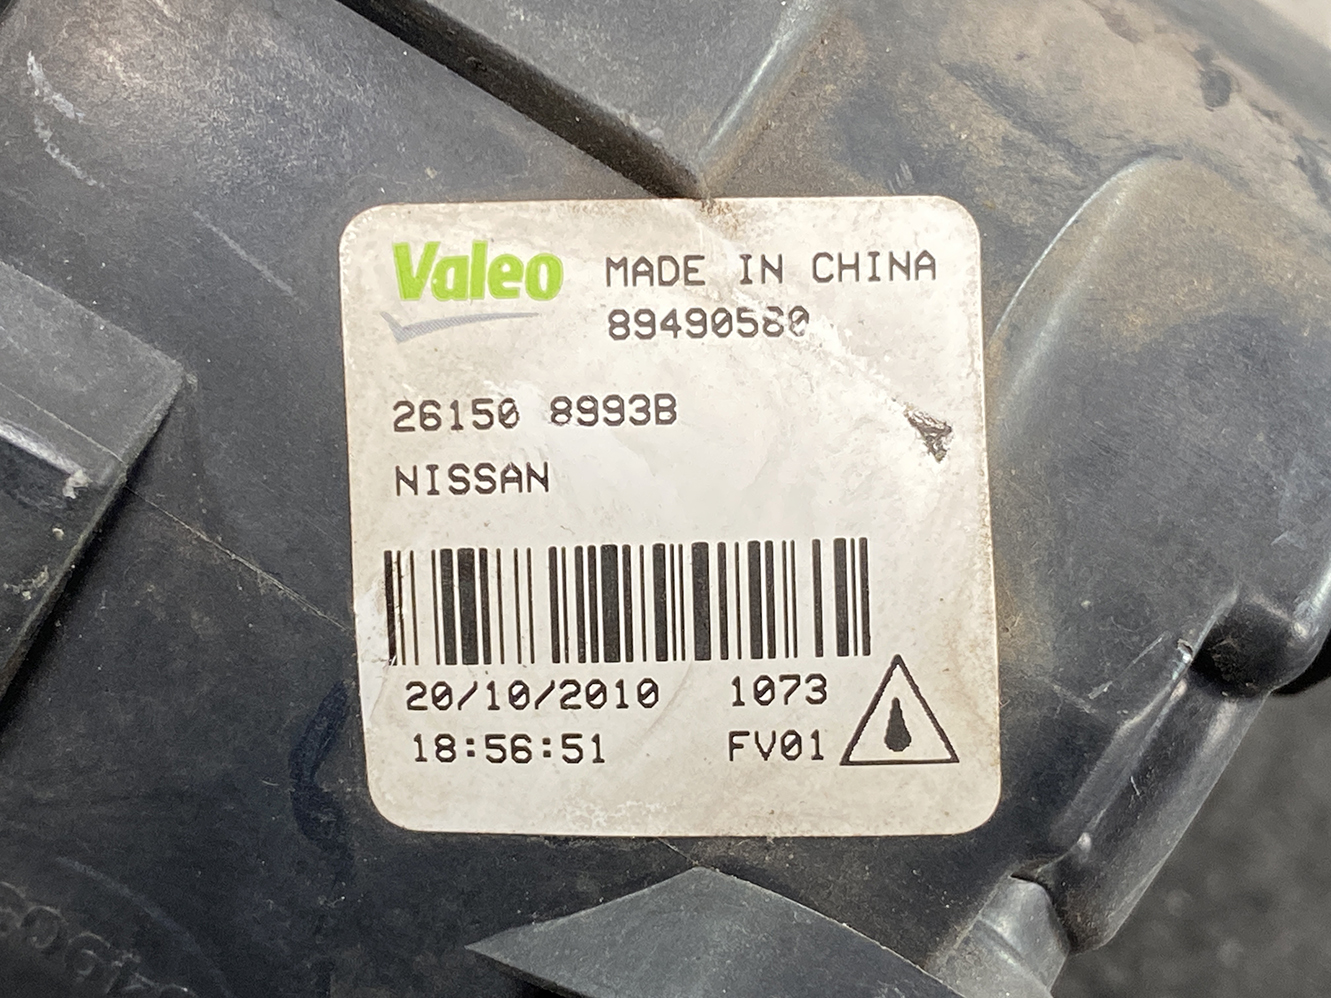 Valeo MADE IN CHINA
89490580
26150 8993B
NISSAN
20/10/2010 1073
18:56:51 FV01